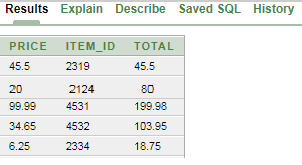 Results Explain Describe Saved SQL History
PRICE ITEM_ID TOTAL
45.5 2319 45.5
20 2124 80
99.99 4531 199.98
34.65 4532 103.95
6.25 2334 18.75